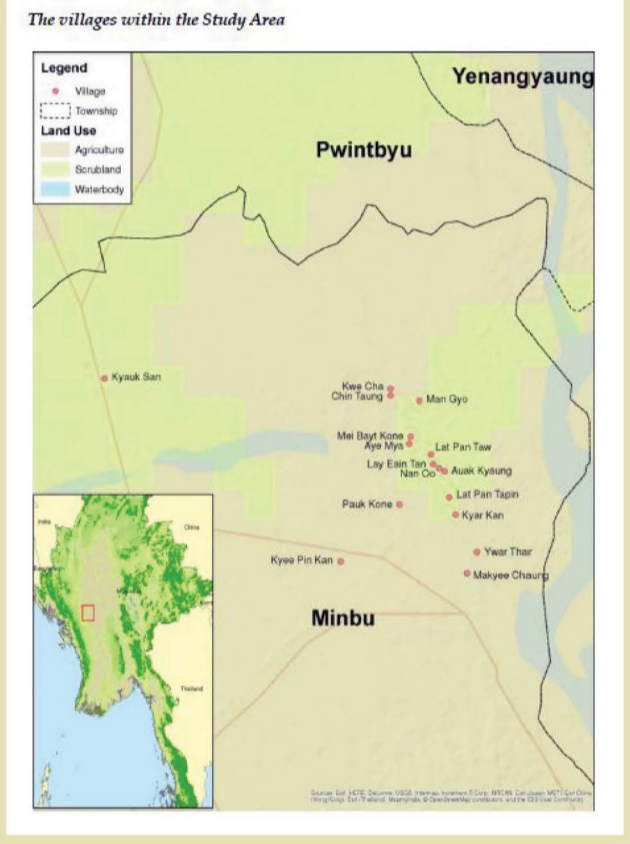 The villages within the Study Area
Legend
Village
Township
Land Use
Agriculture
Scrubland
Waterbody
Yenangyaung
Pwintbyu
Kyauk San
Kwe Cha
Chin Taung
Man Gyo
Mei Bayt Kone
Aye Mya
Lat Pan Taw
Lay Eain Tan
Nan Oo
Auak Kyaung
Lat Pan Tapin
Pauk Kone
Kyar Kan
Ywar Thar
Kyee Pin Kan
Makyee Chaung
Minbu
India
China
Thailand